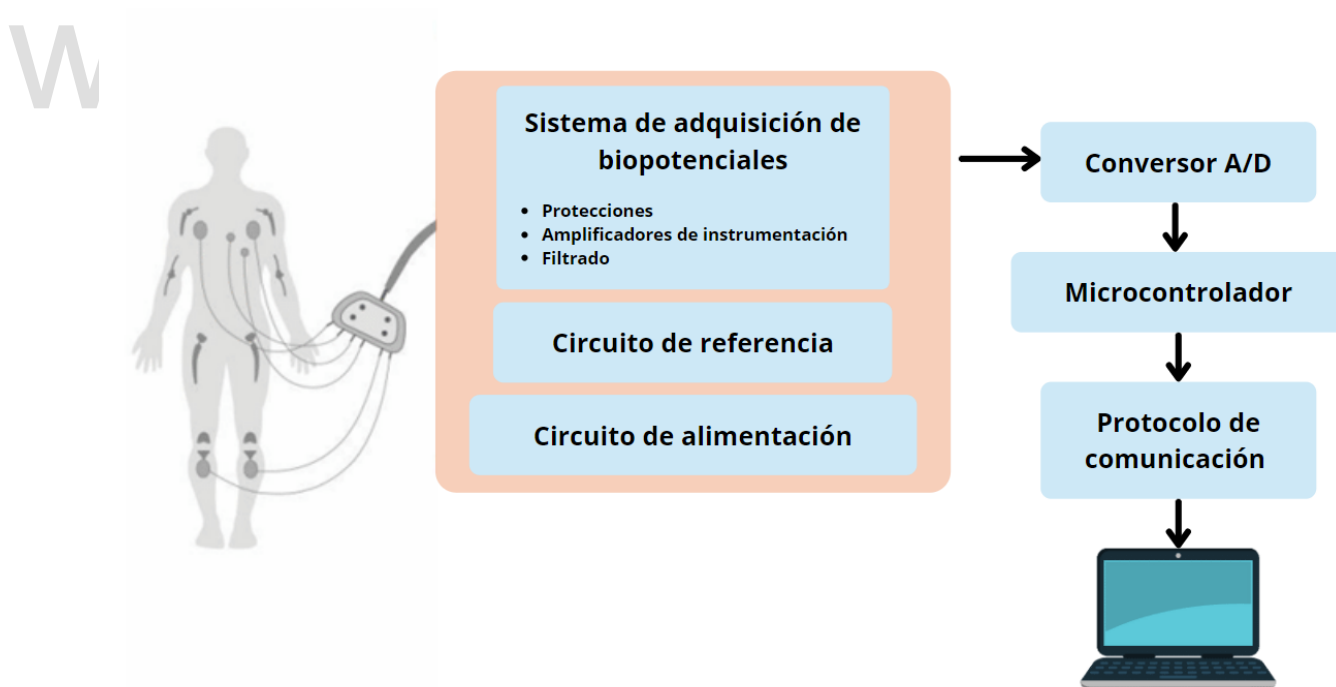 W
Sistema de adquisición de
biopotenciales
• Protecciones
• Amplificadores de instrumentación
• Filtrado
Circuito de referencia
Circuito de alimentación
Conversor A/D
Microcontrolador
Protocolo de
comunicación